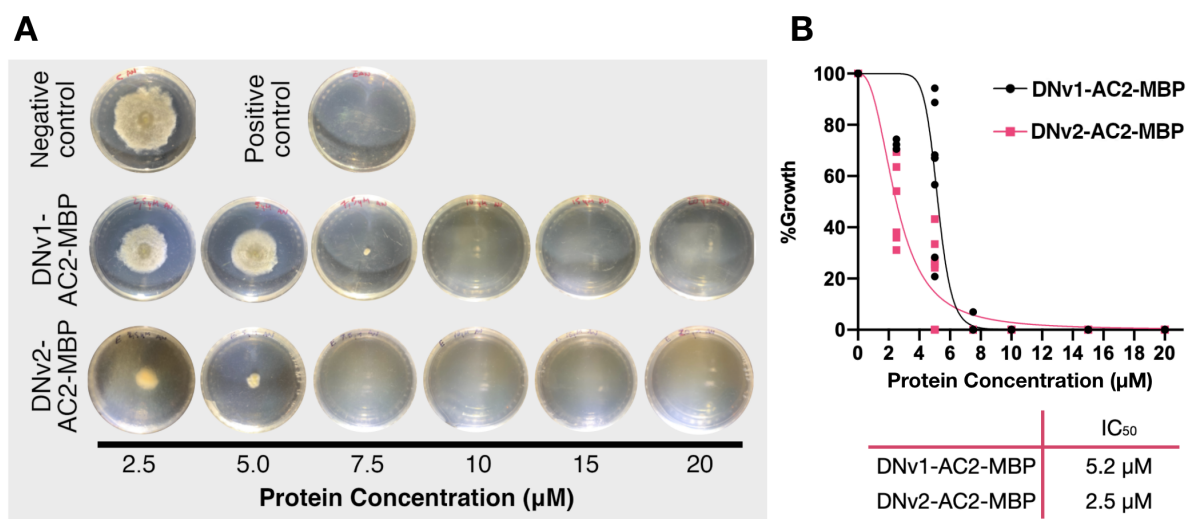 A
Negative
control
Positive
control
DNv1-
AC2-MBP
DNv2-
AC2-MBP
2.5 5.0 7.5 10 15 20
Protein Concentration (µM)
B
DNv1-AC2-MBP
DNv2-AC2-MBP
%Growth
100
80
60
40
20
0
0 2 4 6 8 10 12 14 16 18 20
Protein Concentration (µM)
IC₅₀
DNv1-AC2-MBP 5.2 µM
DNv2-AC2-MBP 2.5 µM